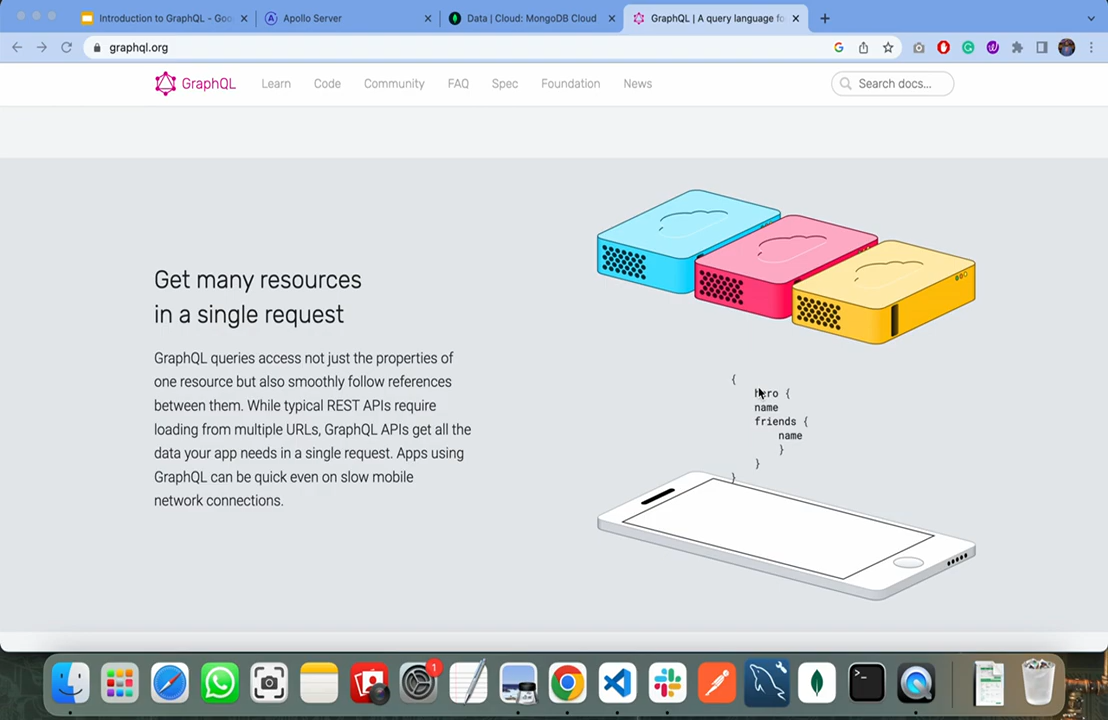 Introduction to GraphQL - Goo
Apollo Server
Data | Cloud: MongoDB Cloud
GraphQL | A query language fo
graphql.org
GraphQL
Learn
Code
Community
FAQ
Spec
Foundation
News
Search docs...
Get many resources
in a single request
GraphQL queries access not just the properties of
one resource but also smoothly follow references
between them. While typical REST APIs require
loading from multiple URLs, GraphQL APIs get all the
data your app needs in a single request. Apps using
GraphQL can be quick even on slow mobile
network connections.
{
hero {
name
friends {
name
}
}
}
1